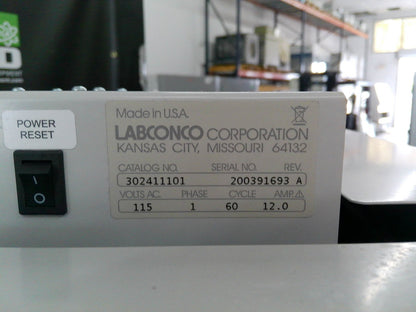 D
POWER
RESET
I
O
Made in U.S.A.
LABCONCO CORPORATION
KANSAS CITY, MISSOURI 64132
CATALOG NO. SERIAL NO. REV.
302411101 200391693 A
VOLTS AC. PHASE CYCLE AMP.
115 1 60 12.0